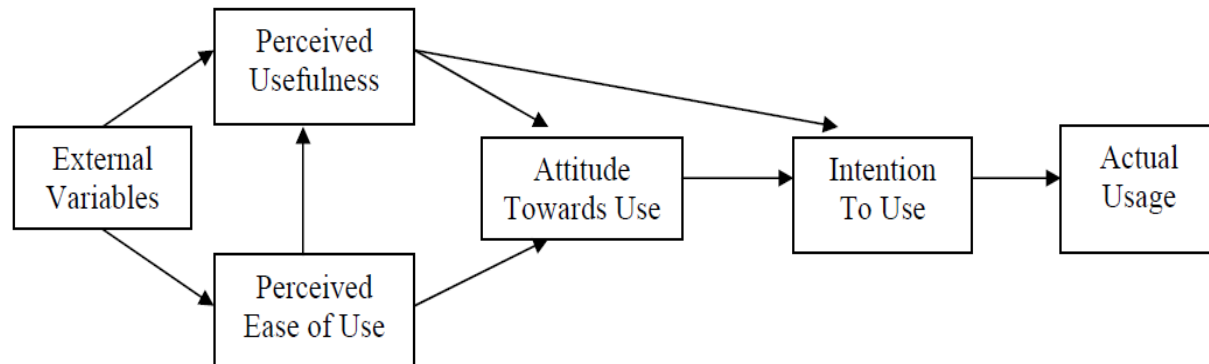 Perceived
Usefulness
External
Variables
Attitude
Towards Use
Intention
To Use
Actual
Usage
Perceived
Ease of Use